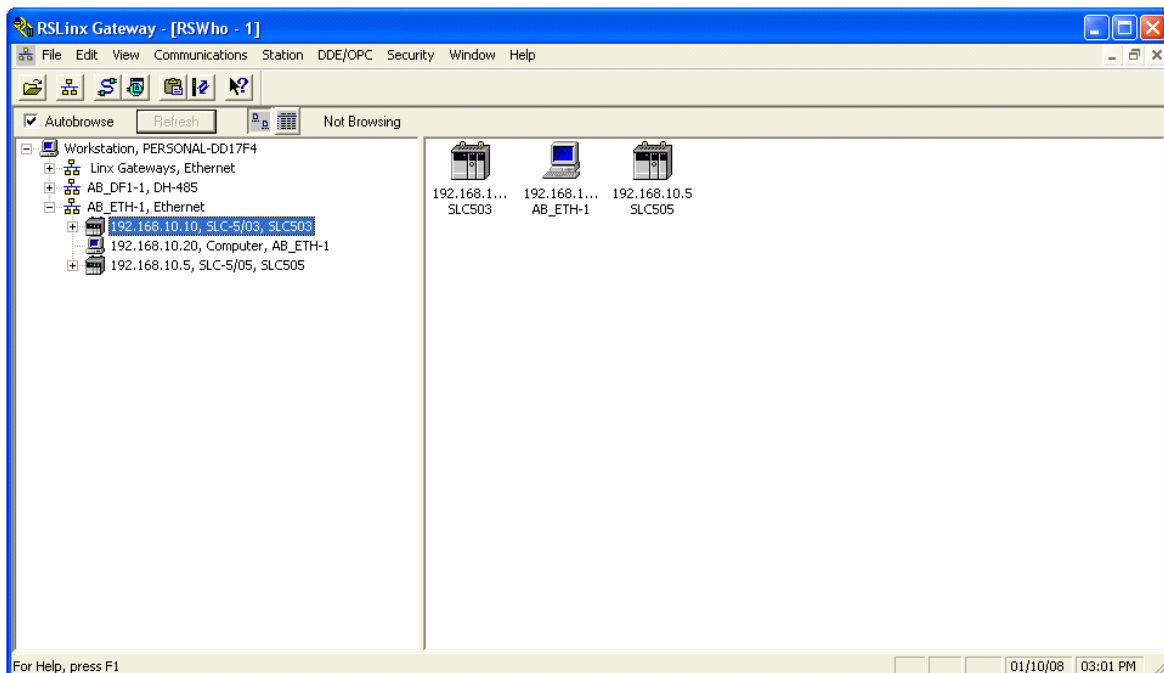 RSLinx Gateway - [RSWho - 1]
File Edit View Communications Station DDE/OPC Security Window Help
Autobrowse Refresh Not Browsing
Workstation, PERSONAL-DD17F4
Linx Gateways, Ethernet
AB_DF1-1, DH-485
AB_ETH-1, Ethernet
192.168.10.10, SLC-5/03, SLC503
192.168.10.20, Computer, AB_ETH-1
192.168.10.5, SLC-5/05, SLC505
192.168.1... 192.168.1... 192.168.10.5
SLC503 AB_ETH-1 SLC505
For Help, press F1 01/10/08 03:01 PM